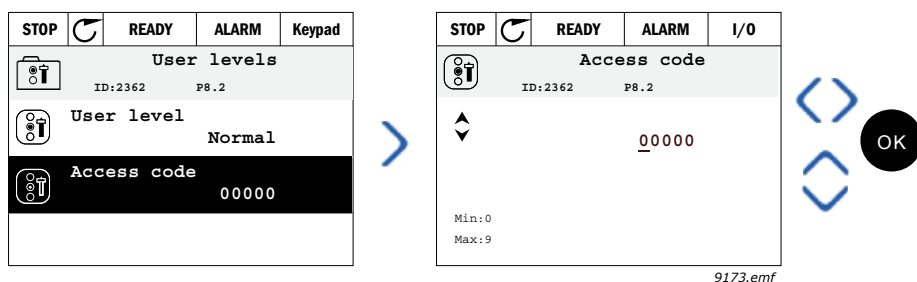 STOP READY ALARM Keypad
User levels
ID:2362 P8.2
User level
Normal
Access code
00000
STOP READY ALARM I/O
Access code
ID:2362 P8.2
00000
Min:0
Max:9
OK
9173.emf